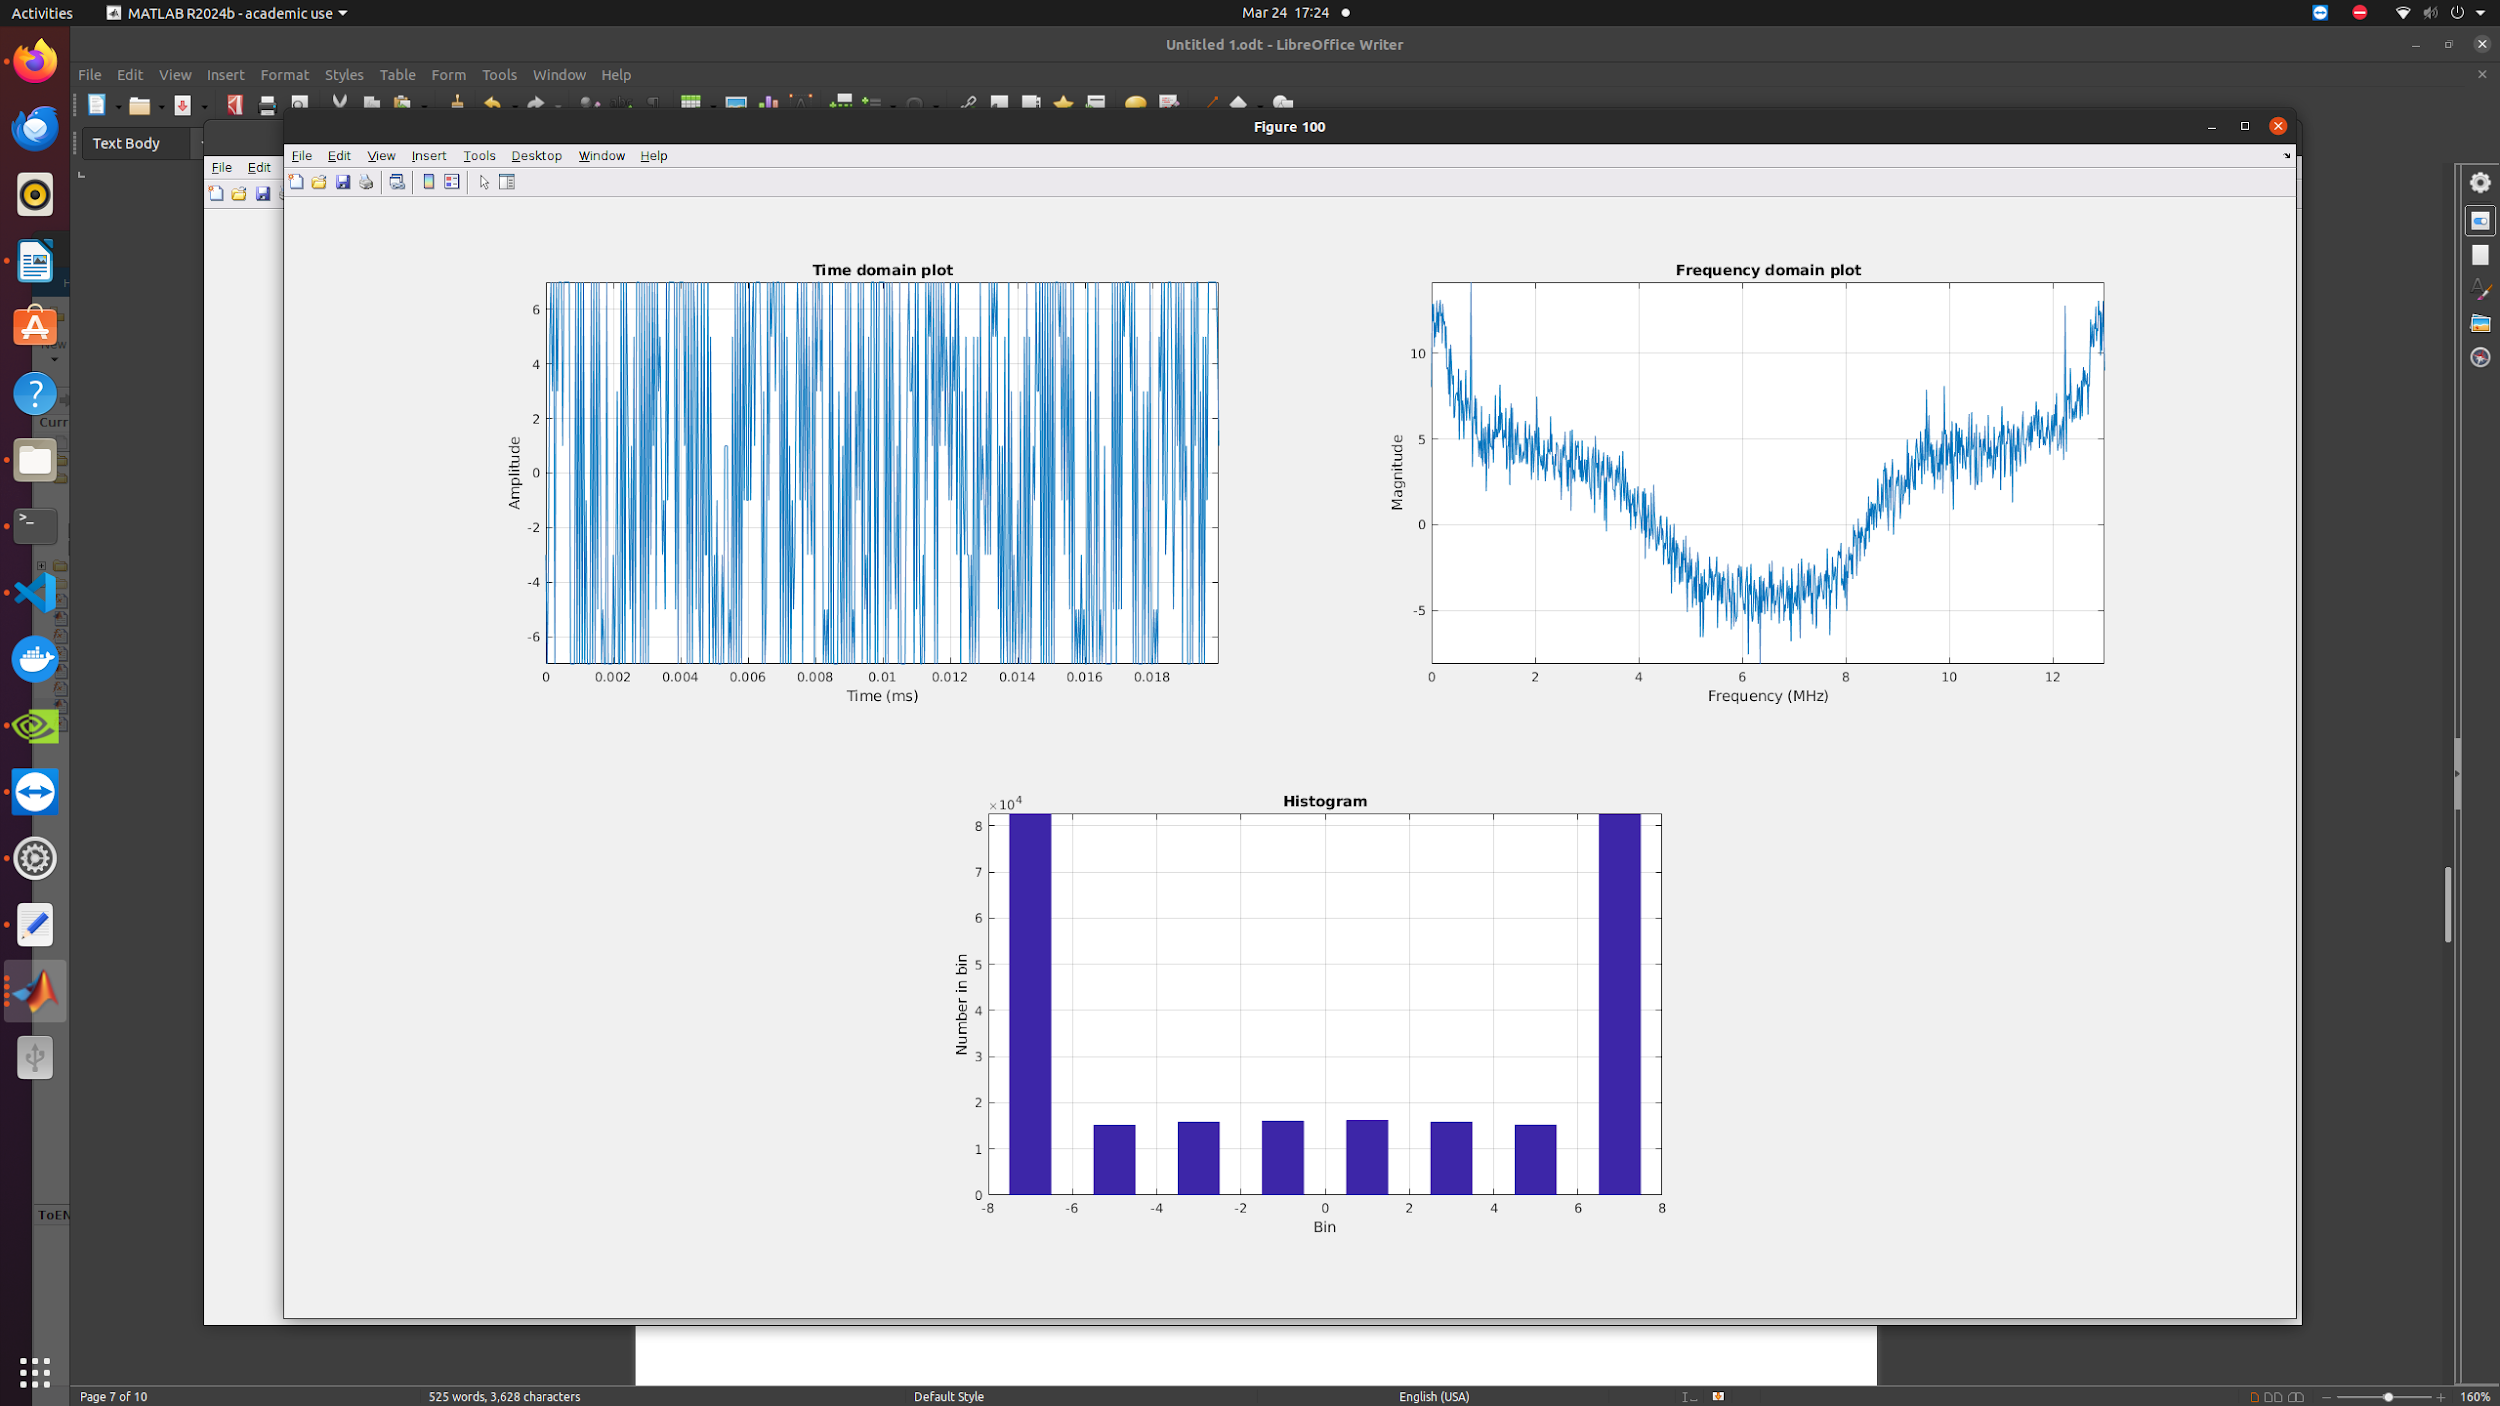 Activities MATLAB R2024b - academic use Mar 24 17:24
Untitled 1.odt - LibreOffice Writer
File Edit View Insert Format Styles Table Form Tools Window Help
Text Body
Figure 100
File Edit
File Edit View Insert Tools Desktop Window Help
Time domain plot
6
4
2
0
-2
-4
-6
Amplitude
0 0.002 0.004 0.006 0.008 0.01 0.012 0.014 0.016 0.018
Time (ms)
Frequency domain plot
10
5
0
-5
Magnitude
0 2 4 6 8 10 12
Frequency (MHz)
Histogram
×10^4
8
7
6
5
4
3
2
1
0
Number in bin
-8 -6 -4 -2 0 2 4 6 8
Bin
New
Curr
ToEN
Page 7 of 10 525 words, 3,628 characters Default Style English (USA) 160%